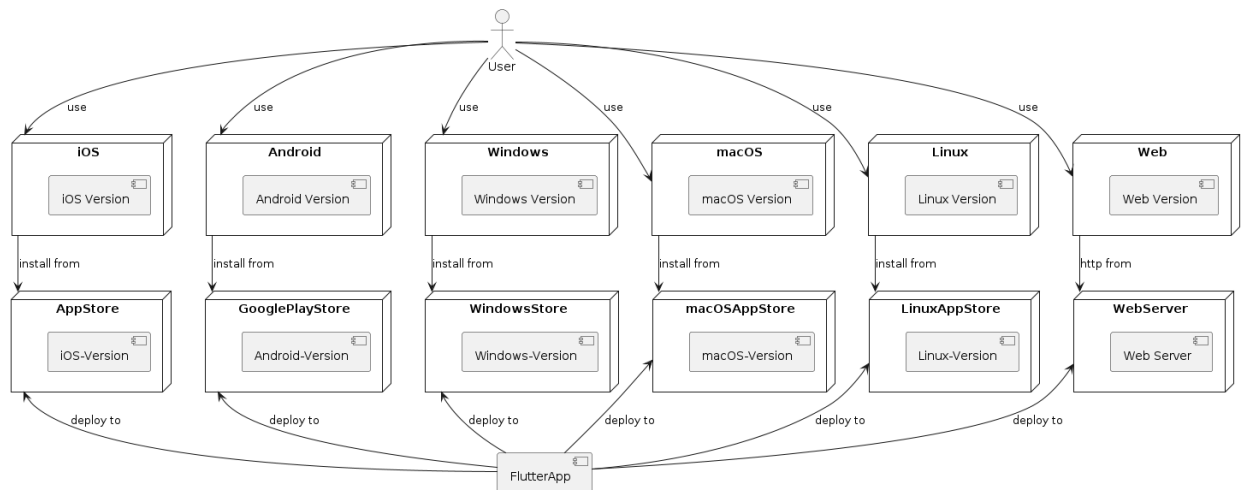 User
use
use
use
use
use
use
iOS
Android
Windows
macOS
Linux
Web
iOS Version
Android Version
Windows Version
macOS Version
Linux Version
Web Version
install from
install from
install from
install from
install from
http from
AppStore
GooglePlayStore
WindowsStore
macOSAppStore
LinuxAppStore
WebServer
iOS-Version
Android-Version
Windows-Version
macOS-Version
Linux-Version
Web Server
deploy to
deploy to
deploy to
deploy to
deploy to
deploy to
FlutterApp